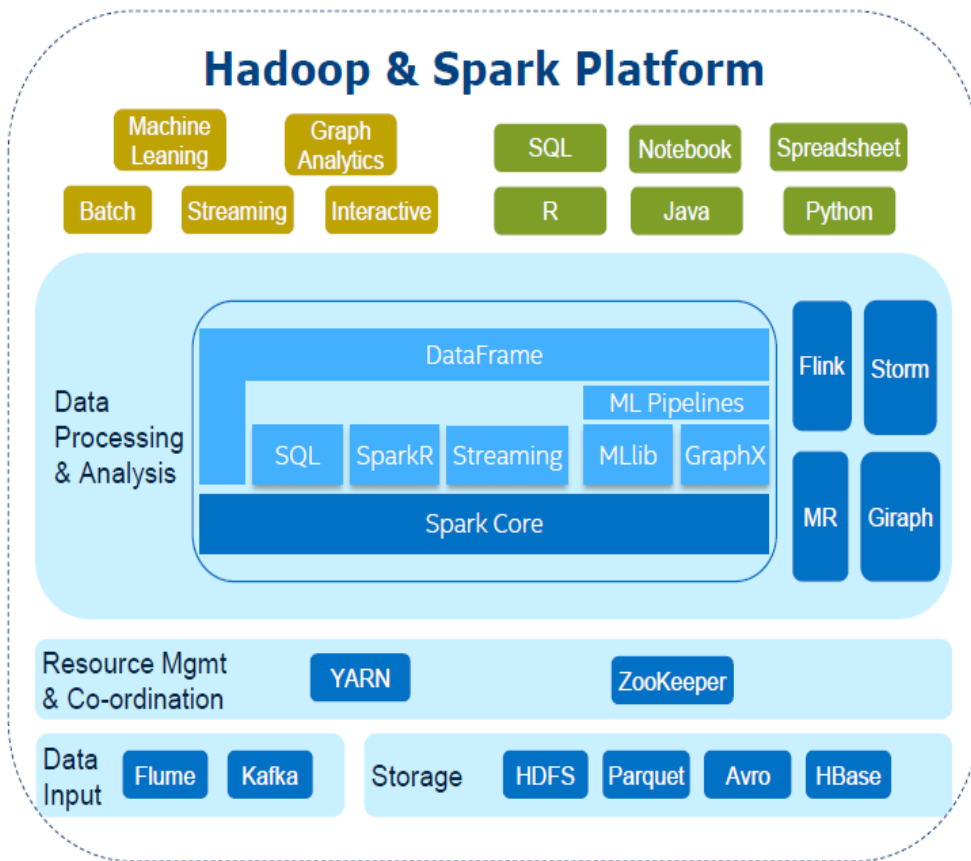 Hadoop & Spark Platform
Machine
Leaning
Graph
Analytics
SQL
Notebook
Spreadsheet
Batch
Streaming
Interactive
R
Java
Python
Data
Processing
& Analysis
DataFrame
ML Pipelines
SQL
SparkR
Streaming
MLlib
GraphX
Spark Core
Flink
Storm
MR
Giraph
Resource Mgmt
& Co-ordination
YARN
ZooKeeper
Data
Input
Flume
Kafka
Storage
HDFS
Parquet
Avro
HBase